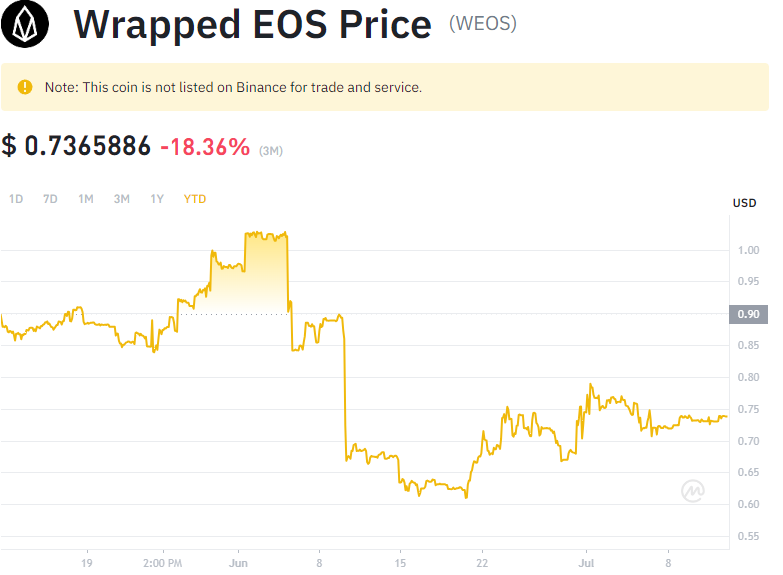 Wrapped EOS Price (WEOS)
Note: This coin is not listed on Binance for trade and service.
$ 0.7365886 -18.36% (3M)
1D 7D 1M 3M 1Y YTD
USD
1.00
0.95
0.90
0.85
0.80
0.75
0.70
0.65
0.60
0.55
19 2:00 PM Jun 8 15 22 Jul 8